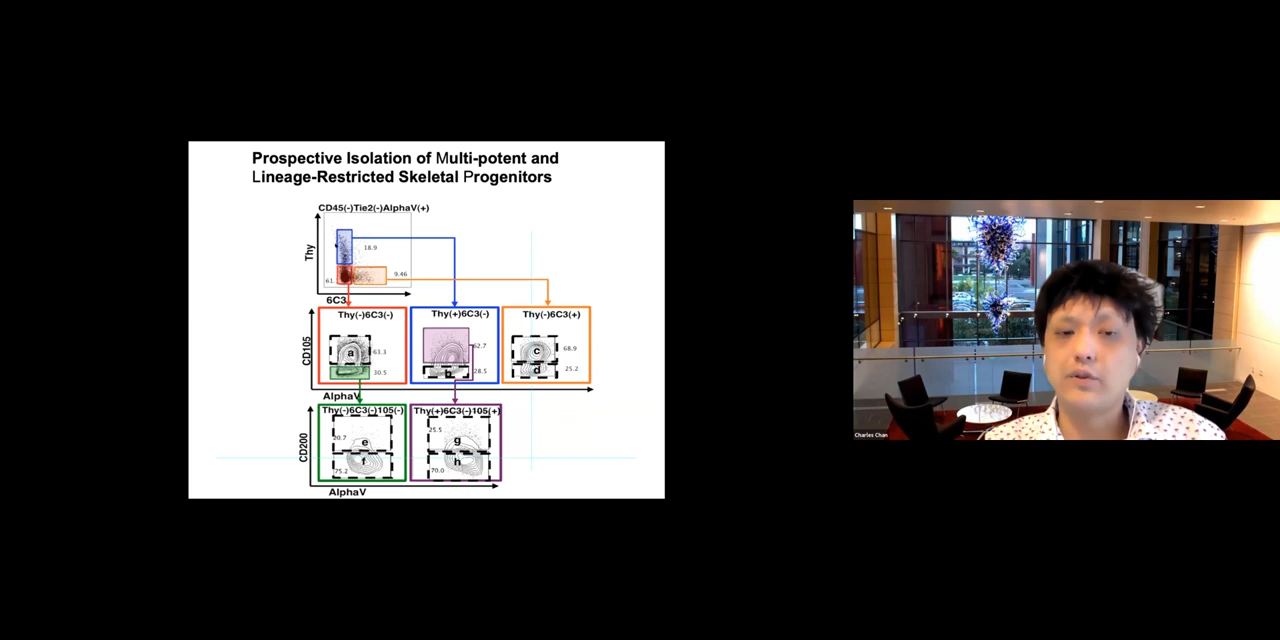 Prospective Isolation of Multi-potent and
Lineage-Restricted Skeletal Progenitors
CD45(-)Tie2(-)AlphaV(+)
Thy
18.9
61.
9.46
6C3
Thy(-)6C3(-)
Thy(+)6C3(-)
Thy(-)6C3(+)
CD105
a
63.3
30.5
62.7
28.5
c
68.9
d
25.2
AlphaV
Thy(-)6C3(-)105(-)
Thy(+)6C3(-)105(+)
CD200
20.7
e
f
75.2
25.5
g
h
70.0
AlphaV
Charles Chan